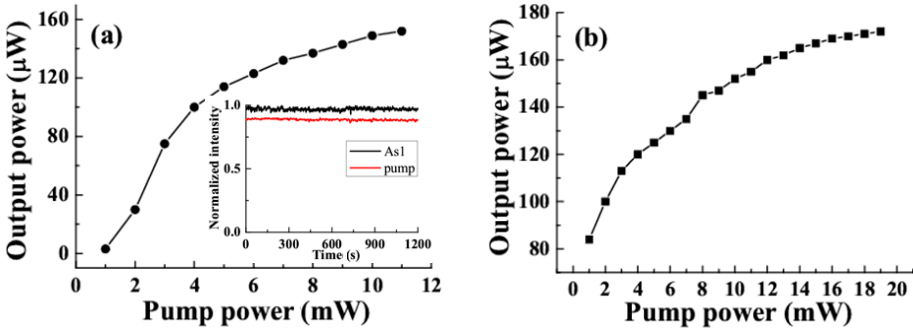 (a)
Output power (μW)
160
120
80
40
0
0 2 4 6 8 10 12
Pump power (mW)
Normalized intensity
1.0
0.5
0.0
As1
pump
0 300 600 900 1200
Time (s)
(b)
Output power (μW)
180
160
140
120
100
80
0 2 4 6 8 10 12 14 16 18 20
Pump power (mW)